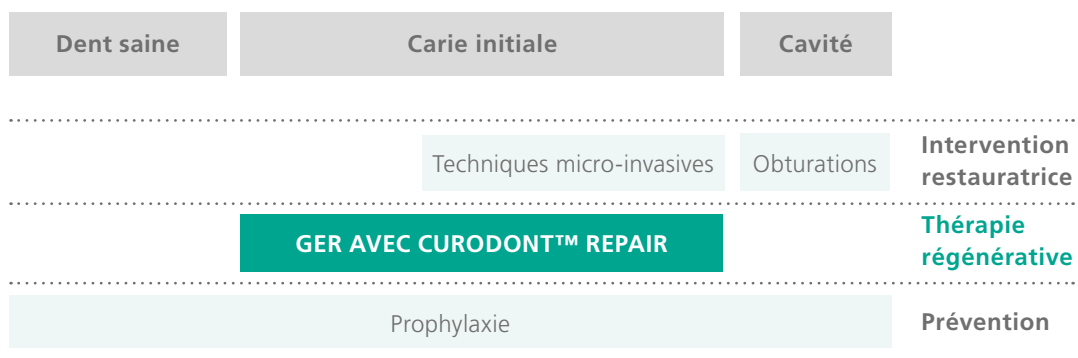 Dent saine
Carie initiale
Cavité
Techniques micro-invasives
Obturations
Intervention
restauratrice
GER AVEC CURODONT™ REPAIR
Thérapie
régénérative
Prophylaxie
Prévention